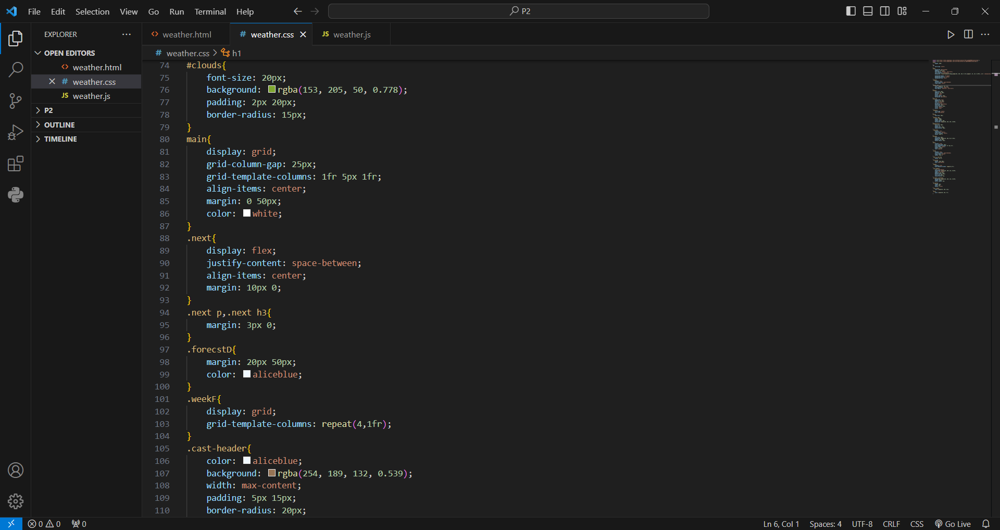 File Edit Selection View Go Run Terminal Help
P2
EXPLORER
OPEN EDITORS
<> weather.html
# weather.css
JS weather.js
P2
OUTLINE
TIMELINE
<> weather.html
# weather.css
JS weather.js
# weather.css > h1
74 #clouds{
75     font-size: 20px;
76     background: rgba(153, 205, 50, 0.778);
77     padding: 2px 20px;
78     border-radius: 15px;
79 }
80 main{
81     display: grid;
82     grid-column-gap: 25px;
83     grid-template-columns: 1fr 5px 1fr;
84     align-items: center;
85     margin: 0 50px;
86     color: white;
87 }
88 .next{
89     display: flex;
90     justify-content: space-between;
91     align-items: center;
92     margin: 10px 0;
93 }
94 .next p,.next h3{
95     margin: 3px 0;
96 }
97 .forecstD{
98     margin: 20px 50px;
99     color: aliceblue;
100 }
101 .weekF{
102     display: grid;
103     grid-template-columns: repeat(4,1fr);
104 }
105 .cast-header{
106     color: aliceblue;
107     background: rgba(254, 189, 132, 0.539);
108     width: max-content;
109     padding: 5px 15px;
110     border-radius: 20px;
0 0 0 Ln 6, Col 1 Spaces: 4 UTF-8 CRLF CSS Go Live